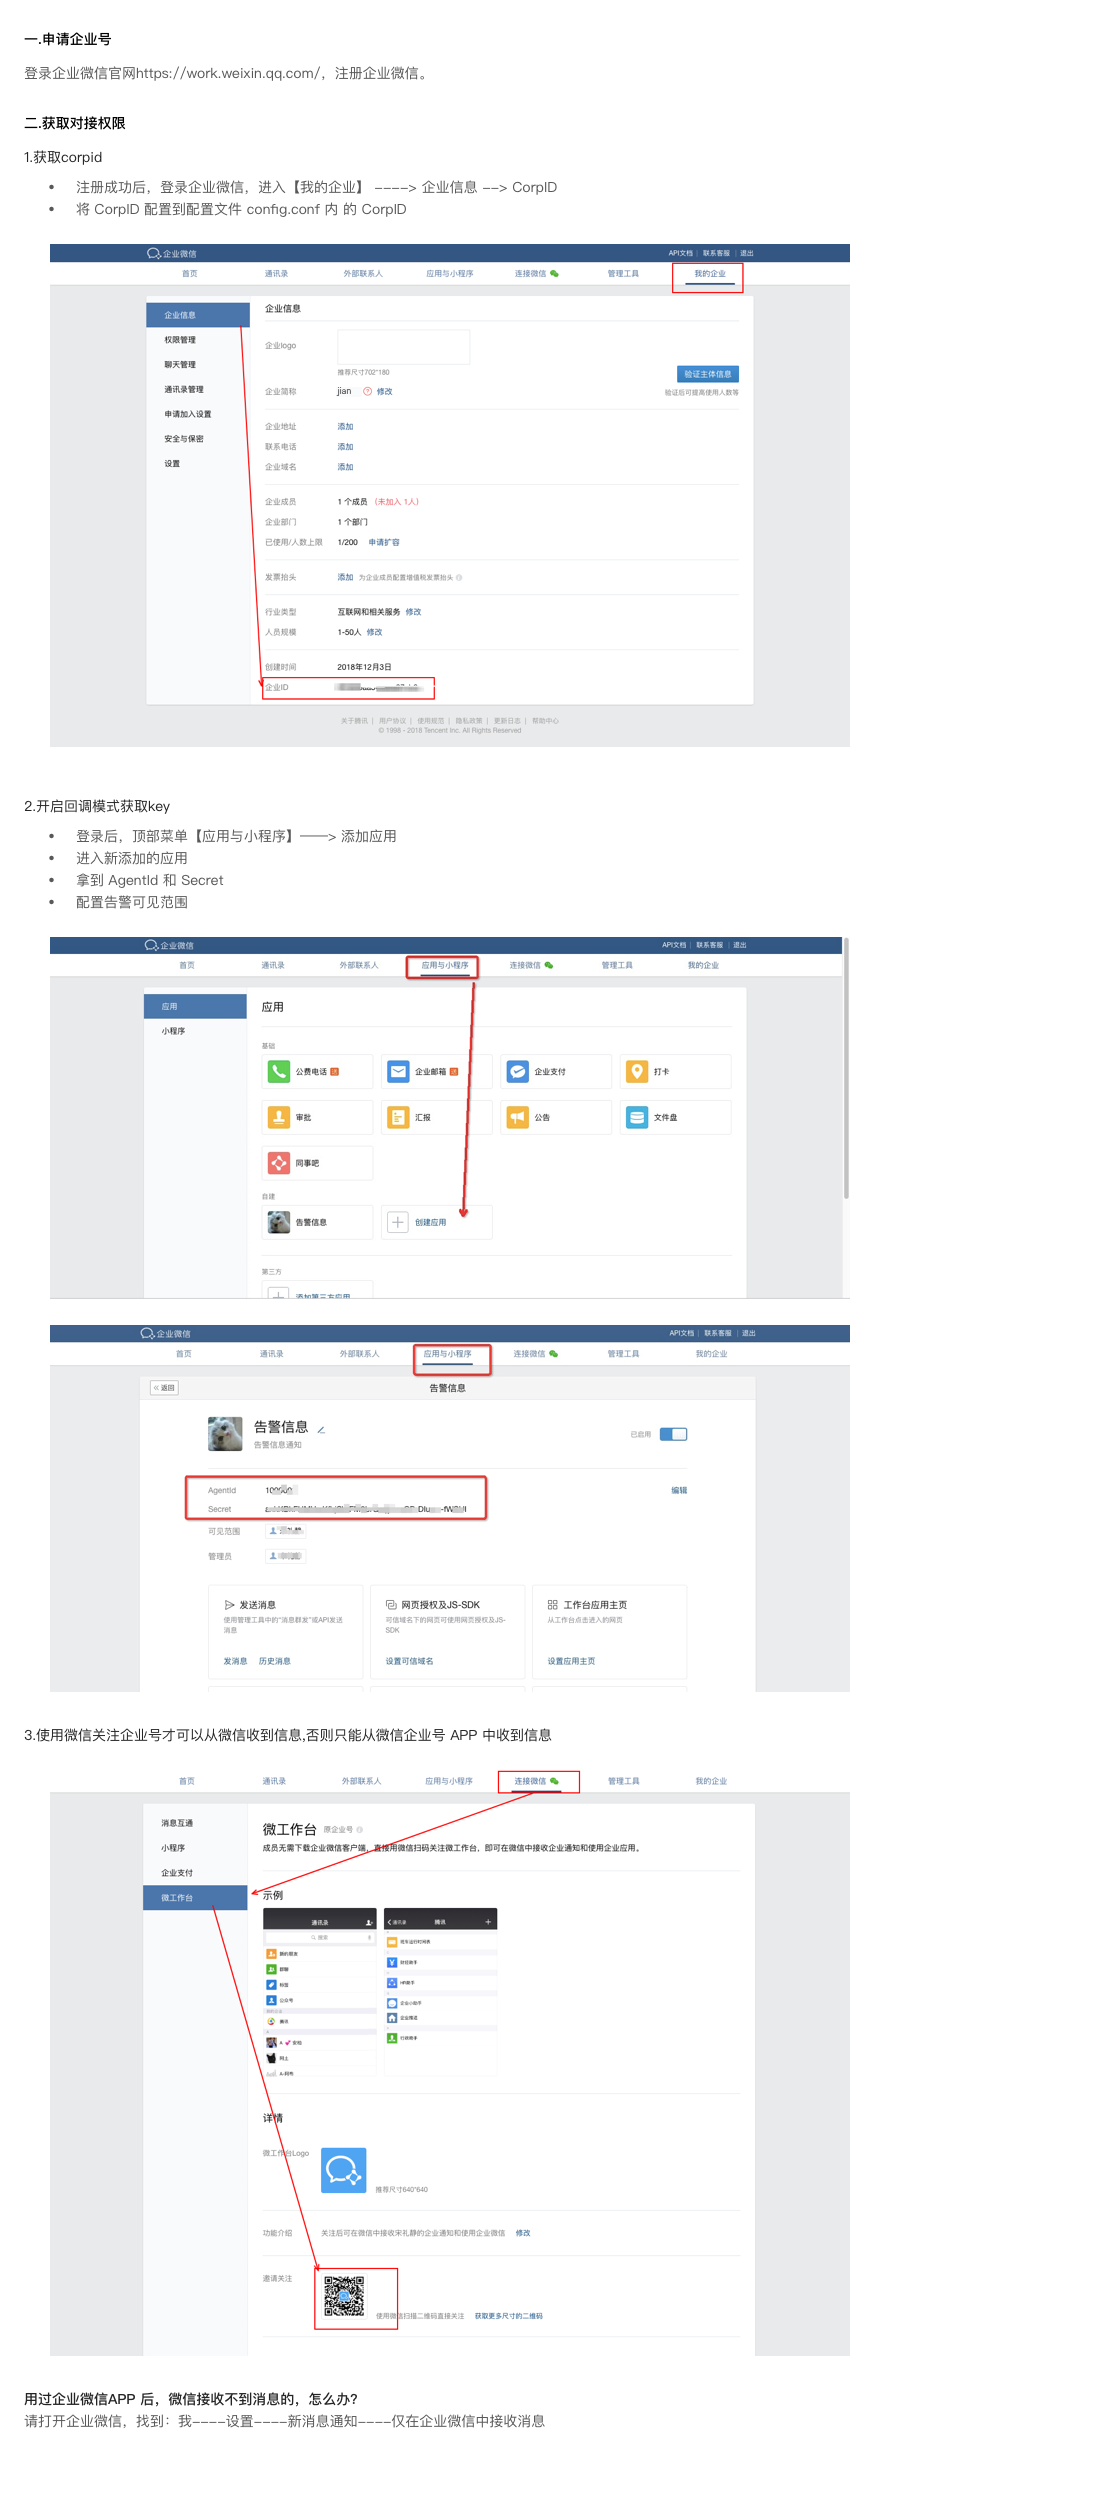 一.申请企业号
登录企业微信官网https://work.weixin.qq.com/，注册企业微信。
二.获取对接权限
1.获取corpid
• 注册成功后，登录企业微信，进入【我的企业】 ----> 企业信息 --> CorpID
• 将 CorpID 配置到配置文件 config.conf 内 的 CorpID
企业微信 API文档 | 联系客服 | 退出
首页 通讯录 外部联系人 应用与小程序 连接微信 管理工具 我的企业
企业信息
权限管理
聊天管理
通讯录管理
申请加入设置
安全与保密
设置
企业信息
企业logo
推荐尺寸702*180
验证主体信息
企业简称 jian 修改 验证后可提高使用人数等
企业地址 添加
联系电话 添加
企业域名 添加
企业成员 1 个成员 （未加入 1人）
企业部门 1 个部门
已使用/人数上限 1/200 申请扩容
发票抬头 添加 为企业成员配置增值税发票抬头
行业类型 互联网和相关服务 修改
人员规模 1-50人 修改
创建时间 2018年12月3日
企业ID
关于腾讯 | 用户协议 | 使用规范 | 隐私政策 | 更新日志 | 帮助中心
© 1998 - 2018 Tencent Inc. All Rights Reserved
2.开启回调模式获取key
• 登录后，顶部菜单【应用与小程序】——> 添加应用
• 进入新添加的应用
• 拿到 AgentId 和 Secret
• 配置告警可见范围
企业微信 API文档 | 联系客服 | 退出
首页 通讯录 外部联系人 应用与小程序 连接微信 管理工具 我的企业
应用
小程序
应用
基础
公费电话 企业邮箱 企业支付 打卡
审批 汇报 公告 文件盘
同事吧
自建
告警信息 创建应用
第三方
添加第三方应用
企业微信 API文档 | 联系客服 | 退出
首页 通讯录 外部联系人 应用与小程序 连接微信 管理工具 我的企业
« 返回 告警信息
告警信息
告警信息通知
已启用
AgentId 编辑
Secret
可见范围
管理员
发送消息 网页授权及JS-SDK 工作台应用主页
使用管理工具中的“消息群发”或API发送消息 可信域名下的网页可使用网页授权及JS-SDK 从工作台点击进入的网页
发消息 历史消息 设置可信域名 设置应用主页
3.使用微信关注企业号才可以从微信收到信息,否则只能从微信企业号 APP 中收到信息
首页 通讯录 外部联系人 应用与小程序 连接微信 管理工具 我的企业
消息互通
小程序
企业支付
微工作台
微工作台 原企业号
成员无需下载企业微信客户端，直接用微信扫码关注微工作台，即可在微信中接收企业通知和使用企业应用。
示例
通讯录
搜索
新的朋友
群聊
标签
公众号
腾讯
通讯录 腾讯
财经助手
HR助手
企业小助手
行政助手
详情
微工作台Logo
推荐尺寸640*640
功能介绍 关注后可在微信中接收宋礼静的企业通知和使用企业微信 修改
邀请关注
使用微信扫描二维码直接关注 获取更多尺寸的二维码
用过企业微信APP 后，微信接收不到消息的，怎么办?
请打开企业微信，找到：我----设置----新消息通知----仅在企业微信中接收消息